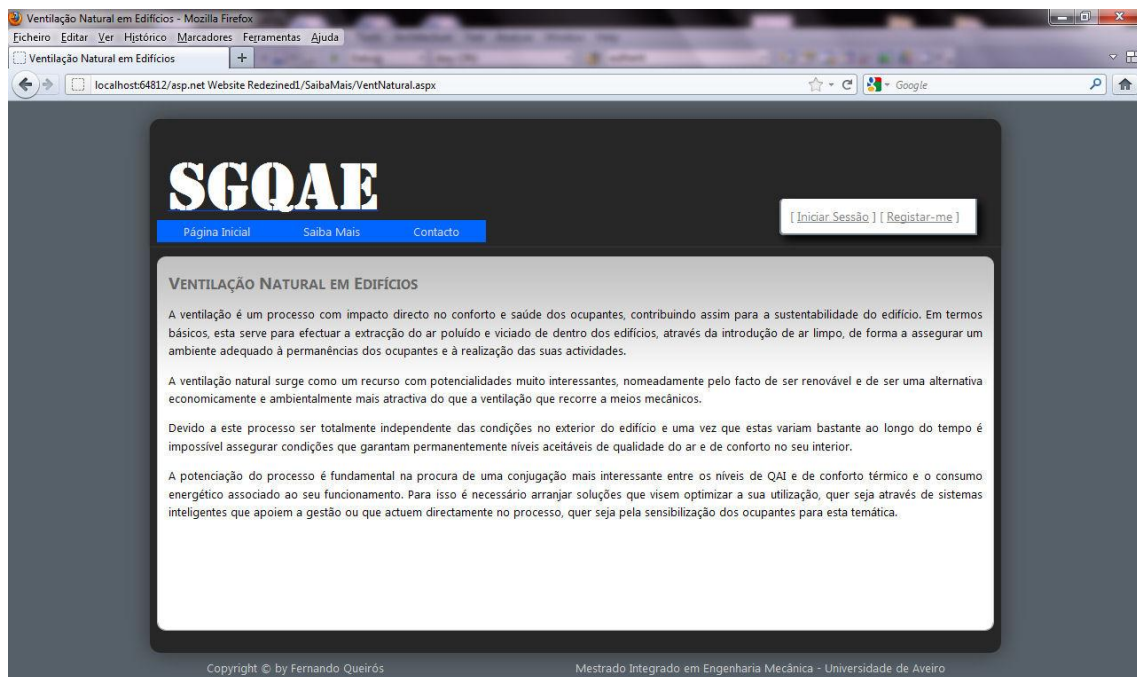 Ventilação Natural em Edifícios - Mozilla Firefox
Ficheiro Editar Ver Histórico Marcadores Ferramentas Ajuda
Ventilação Natural em Edifícios
localhost:64812/asp.net Website Redezined1/SaibaMais/VentNatural.aspx
Google
SGQAE
[ Iniciar Sessão ] [ Registar-me ]
Página Inicial Saiba Mais Contacto
Ventilação Natural em Edifícios
A ventilação é um processo com impacto directo no conforto e saúde dos ocupantes, contribuindo assim para a sustentabilidade do edifício. Em termos
básicos, esta serve para efectuar a extracção do ar poluído e viciado de dentro dos edifícios, através da introdução de ar limpo, de forma a assegurar um
ambiente adequado à permanências dos ocupantes e à realização das suas actividades.
A ventilação natural surge como um recurso com potencialidades muito interessantes, nomeadamente pelo facto de ser renovável e de ser uma alternativa
economicamente e ambientalmente mais atractiva do que a ventilação que recorre a meios mecânicos.
Devido a este processo ser totalmente independente das condições no exterior do edifício e uma vez que estas variam bastante ao longo do tempo é
impossível assegurar condições que garantam permanentemente níveis aceitáveis de qualidade do ar e de conforto no seu interior.
A potenciação do processo é fundamental na procura de uma conjugação mais interessante entre os níveis de QAI e de conforto térmico e o consumo
energético associado ao seu funcionamento. Para isso é necessário arranjar soluções que visem optimizar a sua utilização, quer seja através de sistemas
inteligentes que apoiem a gestão ou que actuem directamente no processo, quer seja pela sensibilização dos ocupantes para esta temática.
Copyright © by Fernando Queirós
Mestrado Integrado em Engenharia Mecânica - Universidade de Aveiro